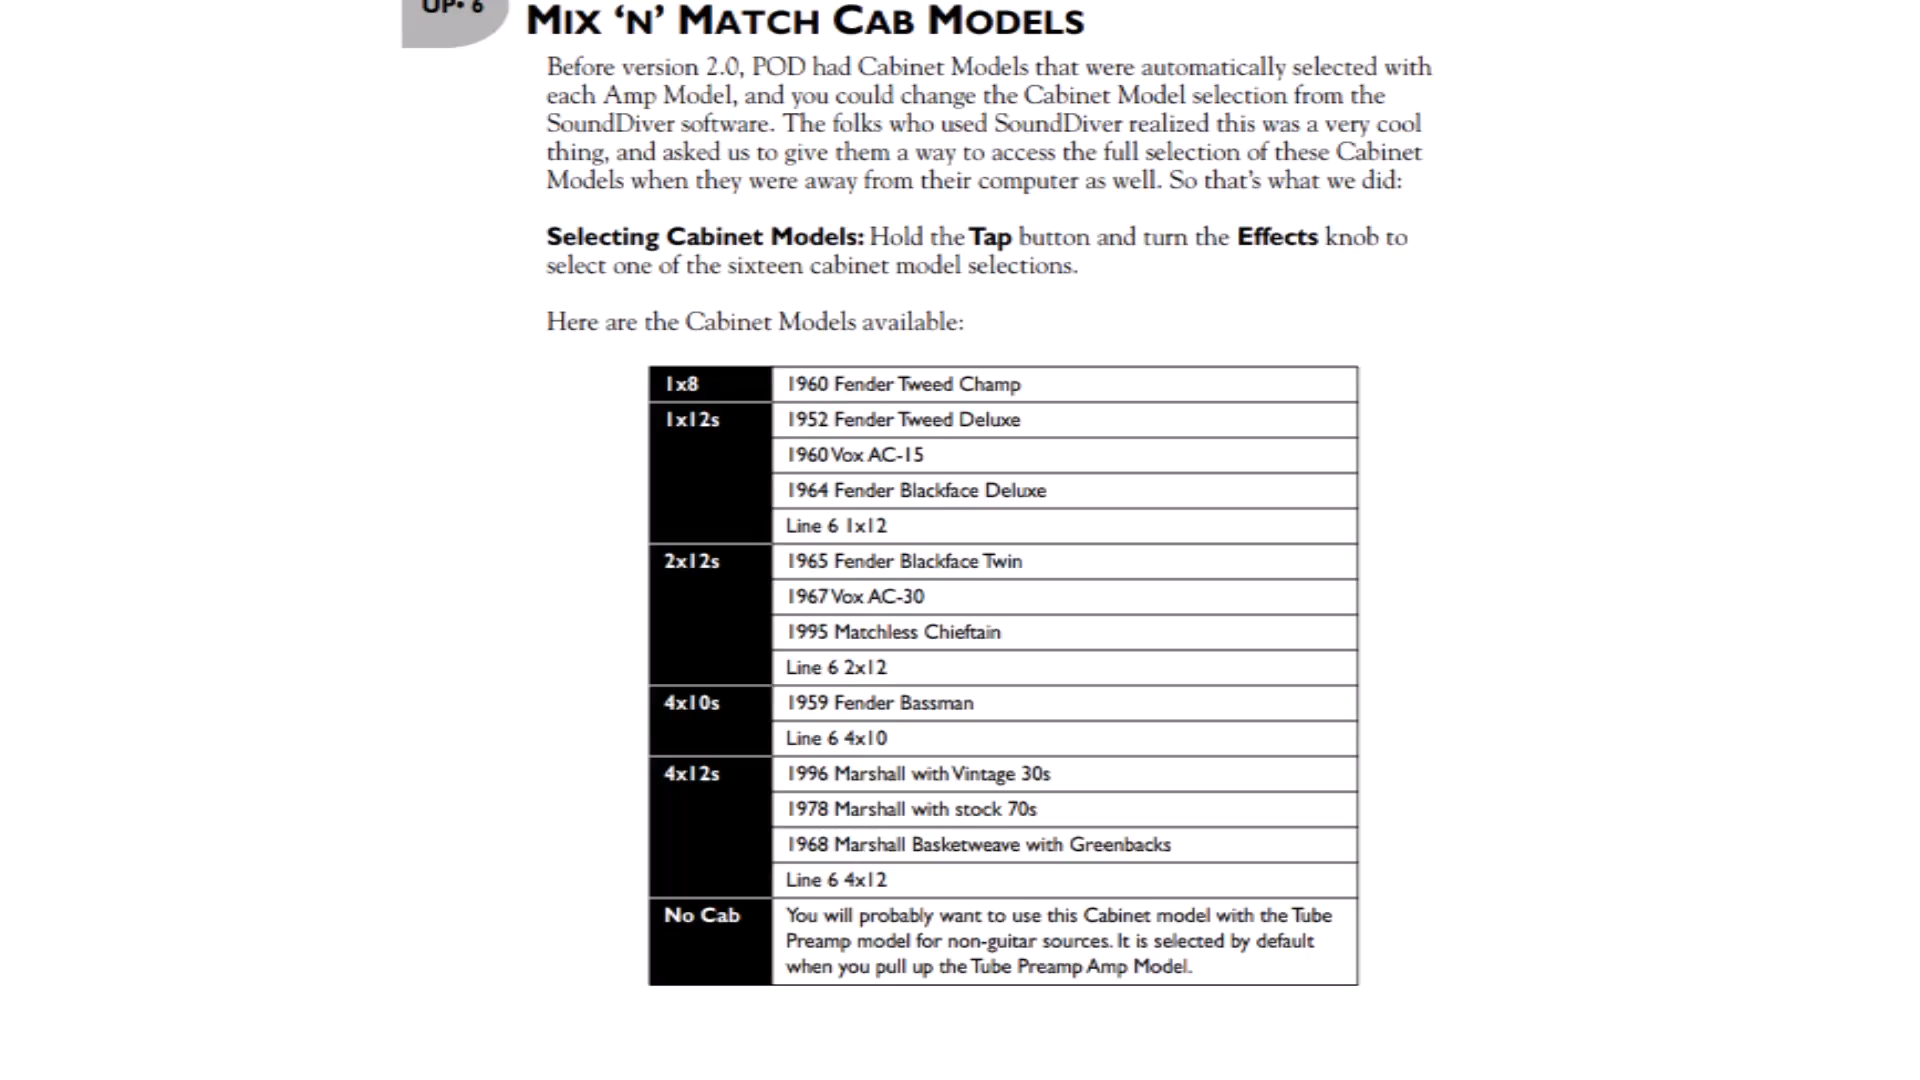 UP• 6
MIX ‘N’ MATCH CAB MODELS
Before version 2.0, POD had Cabinet Models that were automatically selected with
each Amp Model, and you could change the Cabinet Model selection from the
SoundDiver software. The folks who used SoundDiver realized this was a very cool
thing, and asked us to give them a way to access the full selection of these Cabinet
Models when they were away from their computer as well. So that’s what we did:
Selecting Cabinet Models: Hold the Tap button and turn the Effects knob to
select one of the sixteen cabinet model selections.
Here are the Cabinet Models available:
1x8 1960 Fender Tweed Champ
1x12s 1952 Fender Tweed Deluxe
1960 Vox AC-15
1964 Fender Blackface Deluxe
Line 6 1x12
2x12s 1965 Fender Blackface Twin
1967 Vox AC-30
1995 Matchless Chieftain
Line 6 2x12
4x10s 1959 Fender Bassman
Line 6 4x10
4x12s 1996 Marshall with Vintage 30s
1978 Marshall with stock 70s
1968 Marshall Basketweave with Greenbacks
Line 6 4x12
No Cab You will probably want to use this Cabinet model with the Tube
Preamp model for non-guitar sources. It is selected by default
when you pull up the Tube Preamp Amp Model.